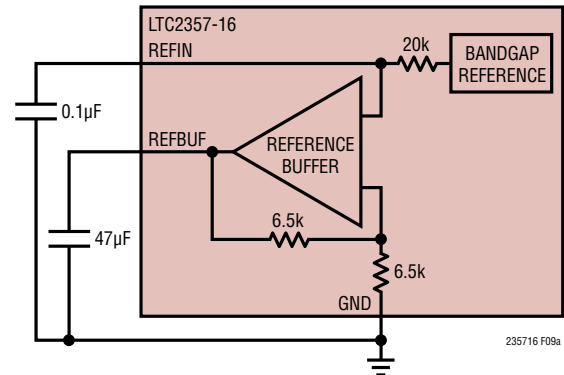 LTC2357-16
REFIN
20k
BANDGAP
REFERENCE
0.1µF
REFBUF
REFERENCE
BUFFER
6.5k
47µF
6.5k
GND
235716 F09a